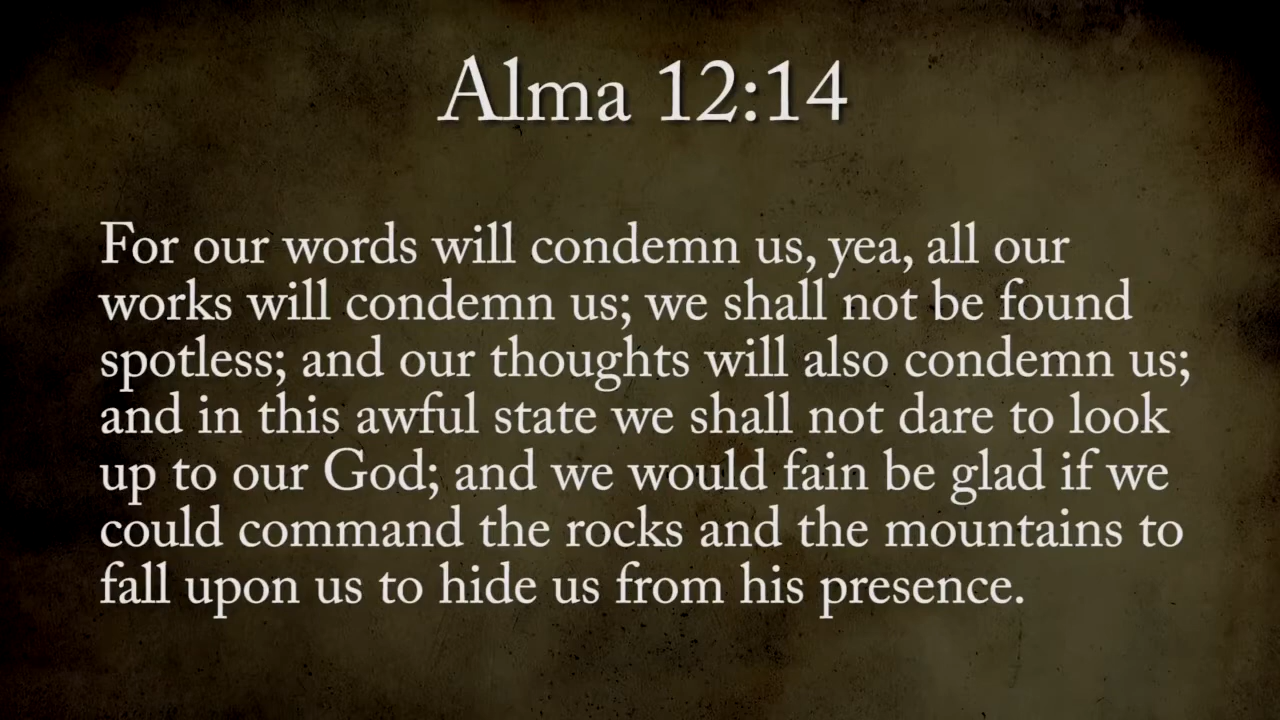 Alma 12:14
For our words will condemn us, yea, all our
works will condemn us; we shall not be found
spotless; and our thoughts will also condemn us;
and in this awful state we shall not dare to look
up to our God; and we would fain be glad if we
could command the rocks and the mountains to
fall upon us to hide us from his presence.